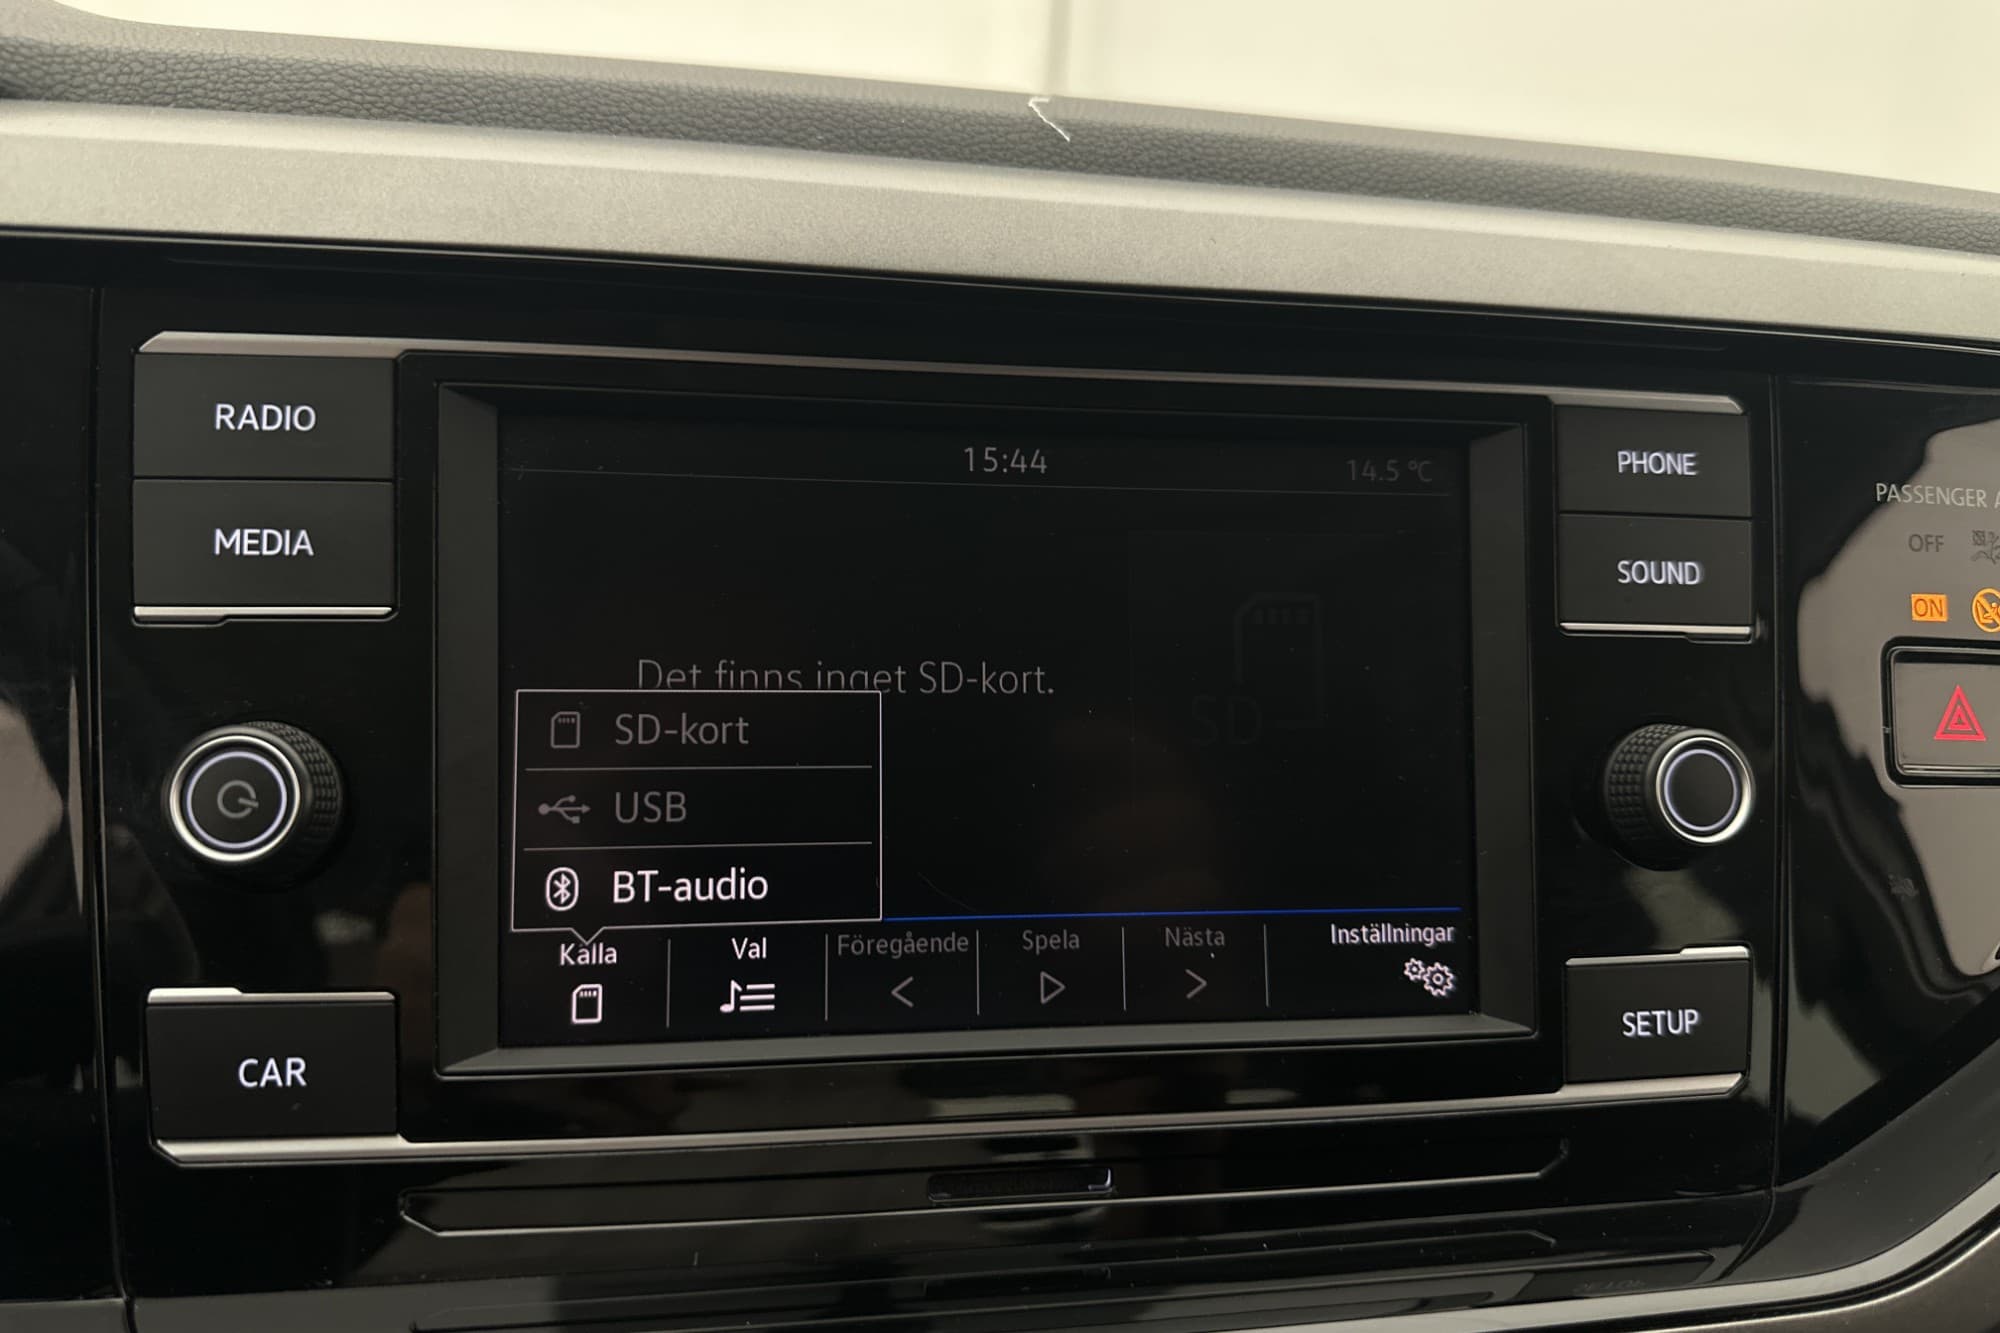 RADIO
MEDIA
CAR
15:44
14.5 °C
Det finns inget SD-kort.
SD
SD-kort
USB
BT-audio
Källa
Val
Föregående
Spela
Nästa
Inställningar
PHONE
SOUND
SETUP
PASSENGER
OFF
ON